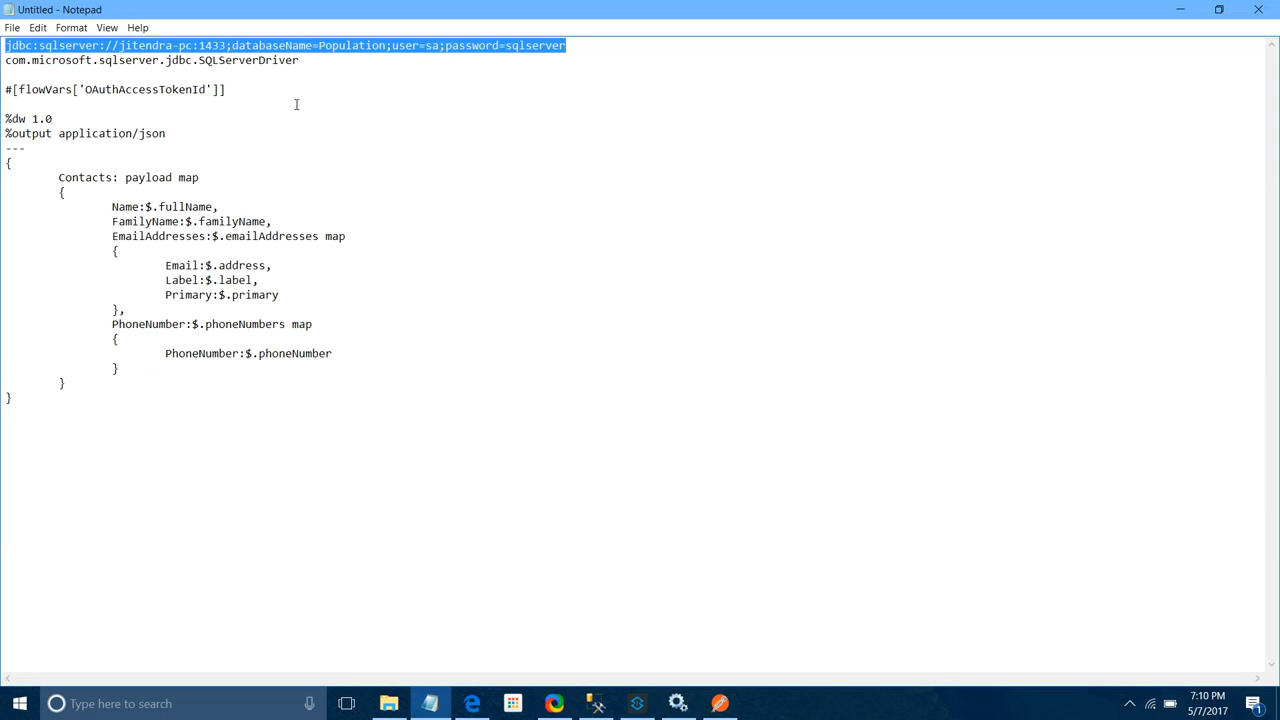 Untitled - Notepad
File Edit Format View Help
jdbc:sqlserver://jitendra-pc:1433;databaseName=Population;user=sa;password=sqlserver
com.microsoft.sqlserver.jdbc.SQLServerDriver
#[flowVars['OAuthAccessTokenId']]
%dw 1.0
%output application/json
---
{
Contacts: payload map
{
Name:$.fullName,
FamilyName:$.familyName,
EmailAddresses:$.emailAddresses map
{
Email:$.address,
Label:$.label,
Primary:$.primary
},
PhoneNumber:$.phoneNumbers map
{
PhoneNumber:$.phoneNumber
}
}
}
Type here to search
7:10 PM
5/7/2017
1